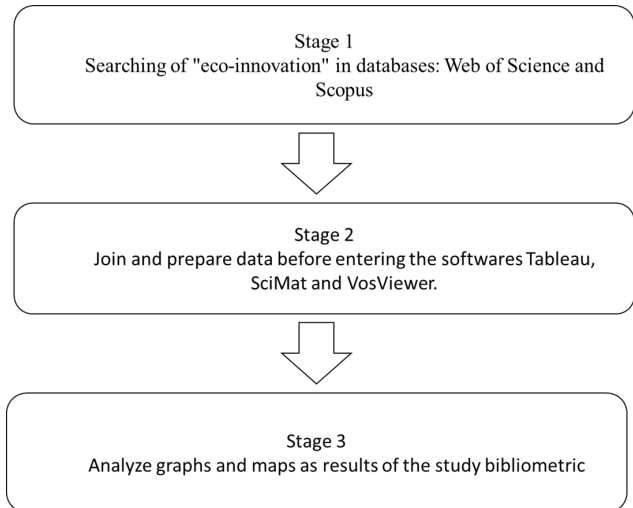 Stage 1
Searching of "eco-innovation" in databases: Web of Science and
Scopus
Stage 2
Join and prepare data before entering the softwares Tableau,
SciMat and VosViewer.
Stage 3
Analyze graphs and maps as results of the study bibliometric